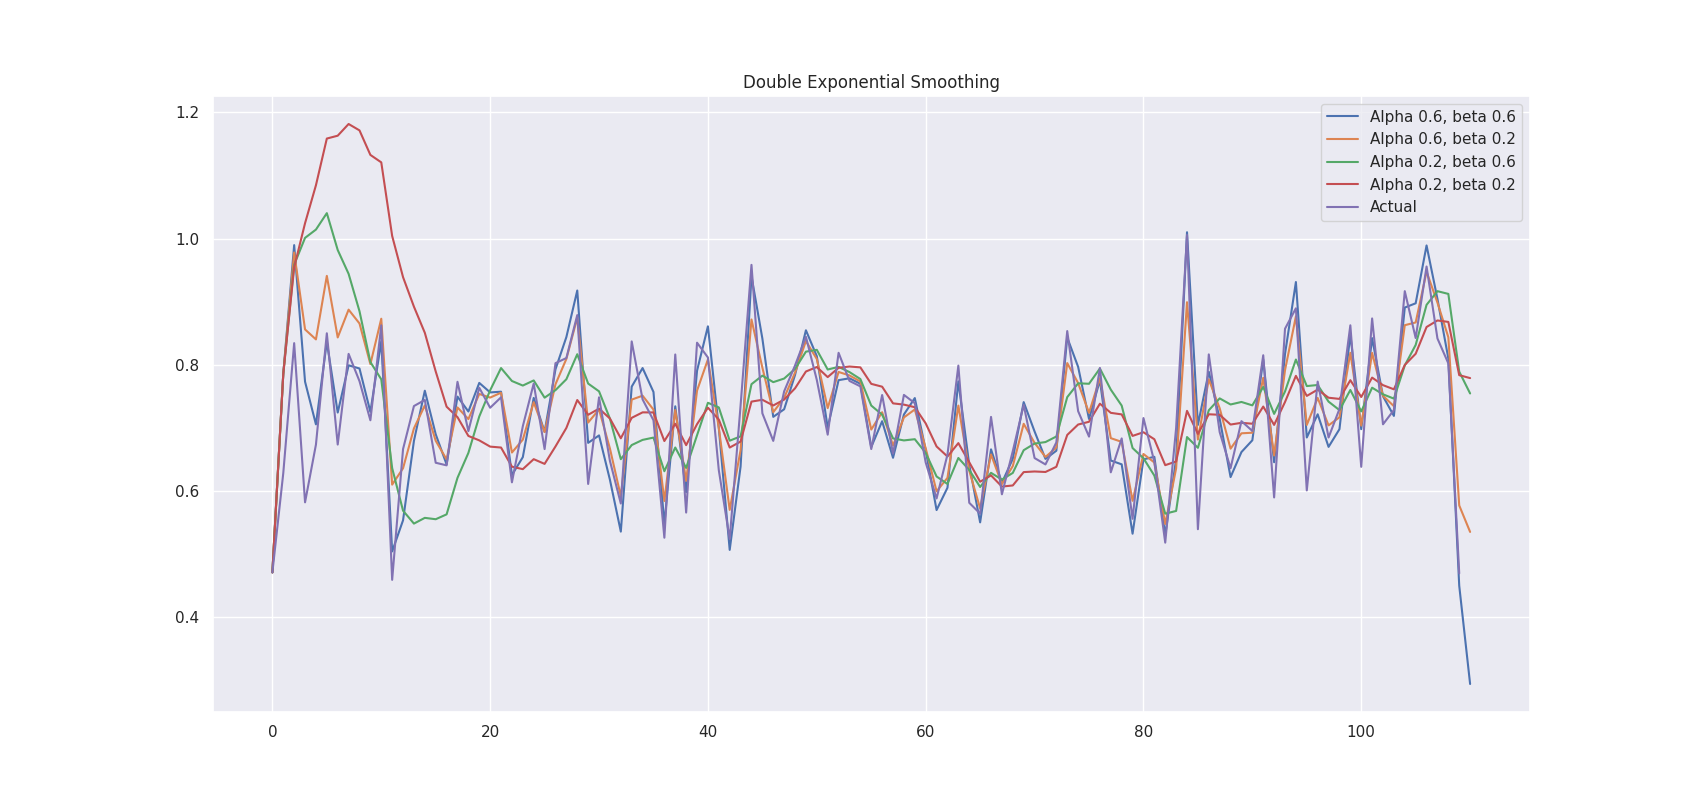 Double Exponential Smoothing
1.2
1.0
0.8
0.6
0.4
0
20
40
60
80
100
Alpha 0.6, beta 0.6
Alpha 0.6, beta 0.2
Alpha 0.2, beta 0.6
Alpha 0.2, beta 0.2
Actual